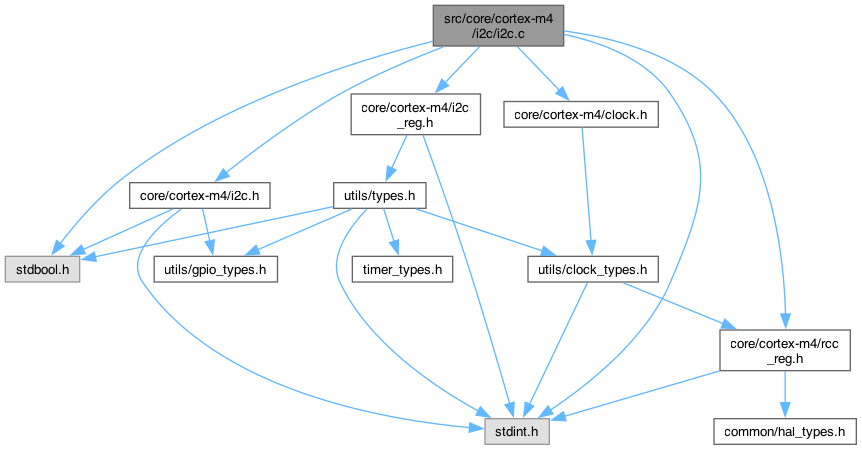 src/core/cortex-m4
/i2c/i2c.c
core/cortex-m4/i2c
_reg.h
core/cortex-m4/clock.h
core/cortex-m4/i2c.h
utils/types.h
stdbool.h
utils/gpio_types.h
timer_types.h
utils/clock_types.h
core/cortex-m4/rcc
_reg.h
stdint.h
common/hal_types.h